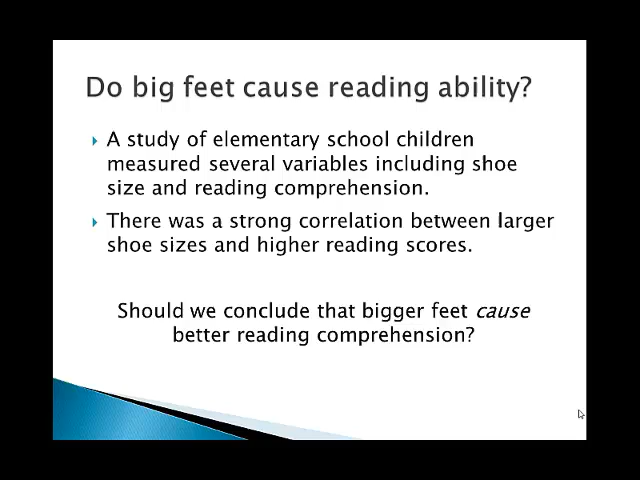 Do big feet cause reading ability?
A study of elementary school children
measured several variables including shoe
size and reading comprehension.
There was a strong correlation between larger
shoe sizes and higher reading scores.
Should we conclude that bigger feet cause
better reading comprehension?